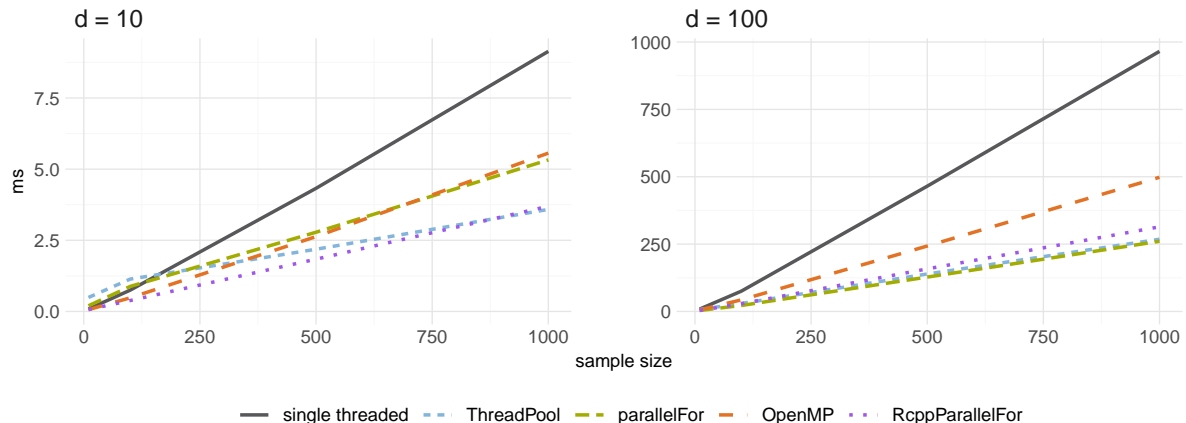 d = 10
d = 100
ms
7.5
5.0
2.5
0.0
1000
750
500
250
0
0 250 500 750 1000
0 250 500 750 1000
sample size
single threaded ThreadPool parallelFor OpenMP RcppParallelFor